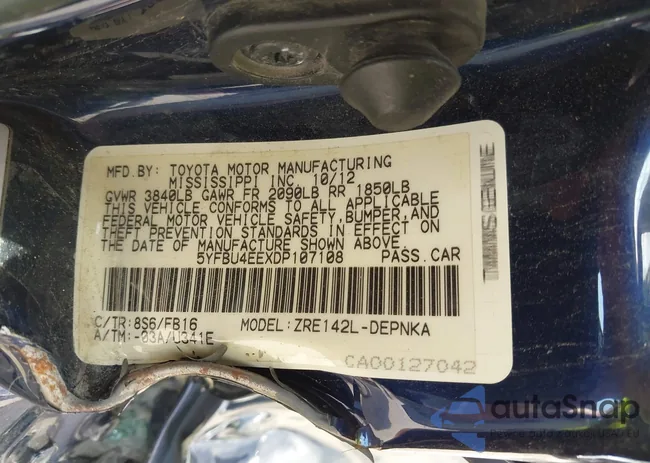 MFD.BY: TOYOTA MOTOR MANUFACTURING
MISSISSIPPI INC. 10/12
GVWR 3840LB GAWR FR 2090LB RR 1850LB
THIS VEHICLE CONFORMS TO ALL APPLICABLE
FEDERAL MOTOR VEHICLE SAFETY,BUMPER,AND
THEFT PREVENTION STANDARDS IN EFFECT ON
THE DATE OF MANUFACTURE SHOWN ABOVE.
5YFBU4EEXDP107108 PASS.CAR
C/TR:8S6/FB16 MODEL:ZRE142L-DEPNKA
A/TM:-03A/U341E
CA00127042
autaSnap